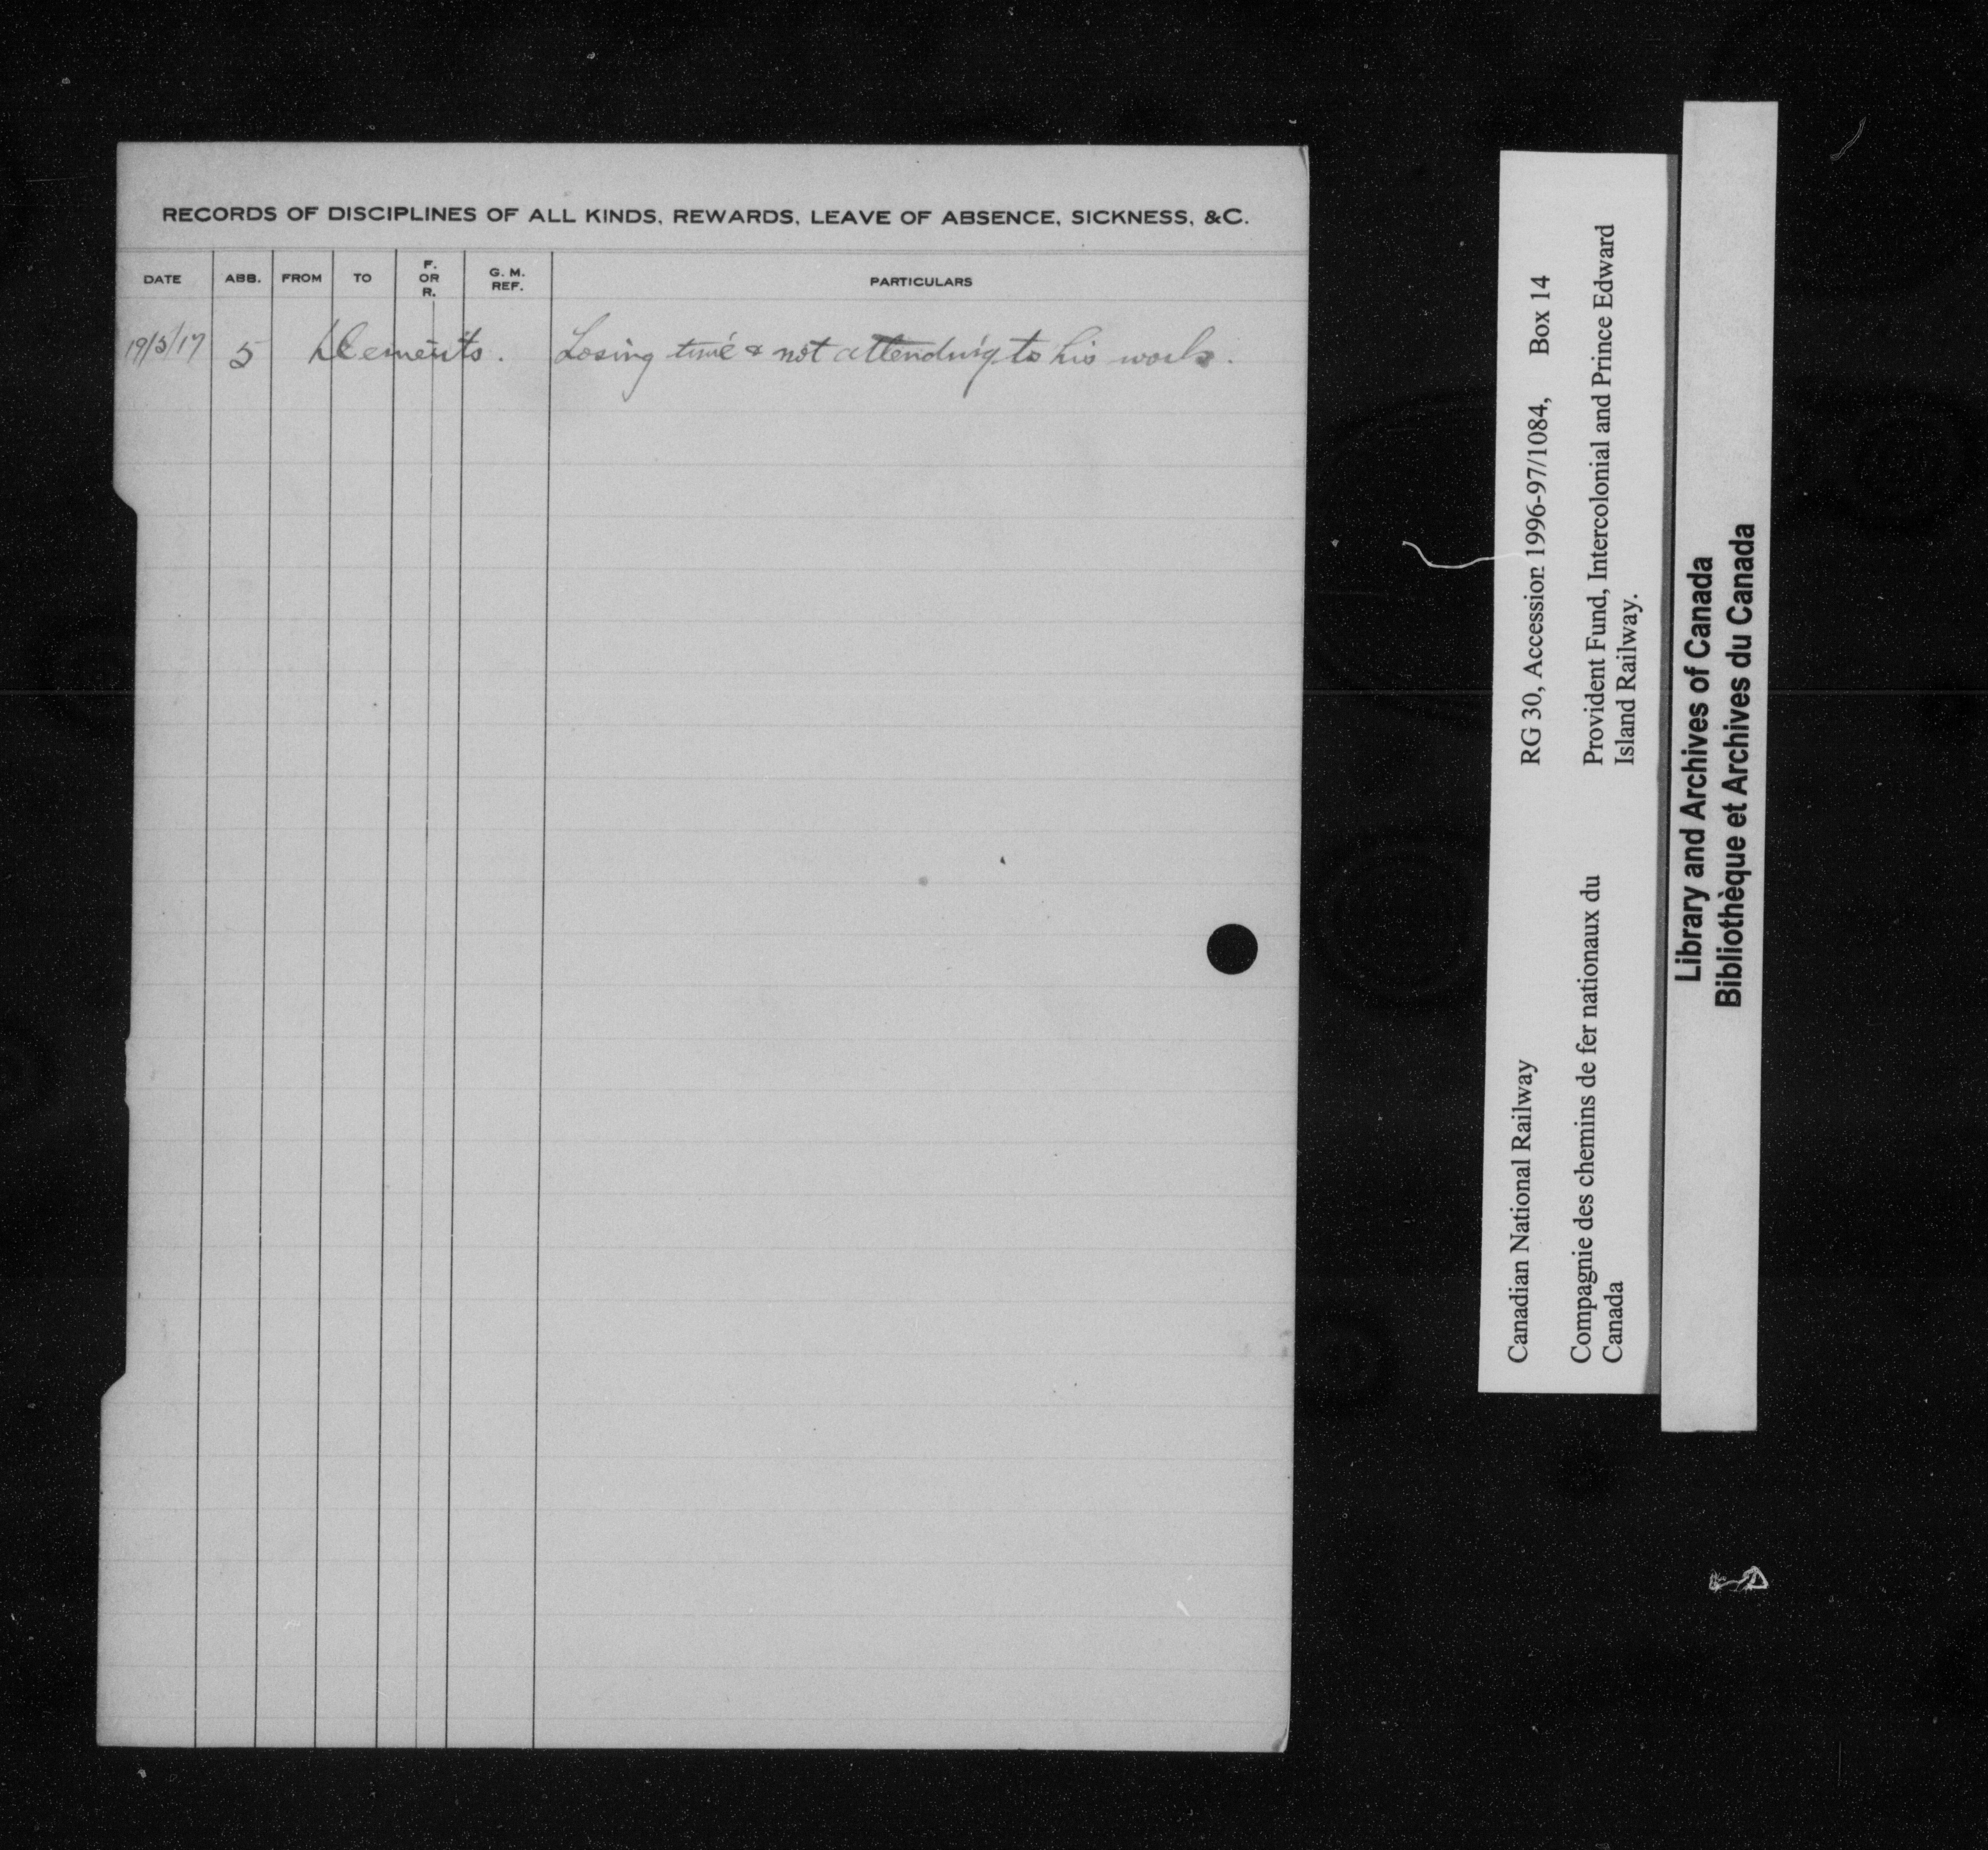 RECORDS OF DISCIPLINES OF ALL KINDS, REWARDS, LEAVE OF ABSENCE, SICKNESS, &C.
DATE ABB. FROM TO F. OR R. G. M. REF. PARTICULARS
19/5/17 5 Demerits. Losing time & not attending to his work.
Canadian National Railway RG 30, Accession 1996-97/1084, Box 14
Compagnie des chemins de fer nationaux du Provident Fund, Intercolonial and Prince Edward
Canada Island Railway.
Library and Archives of Canada
Bibliothèque et Archives du Canada